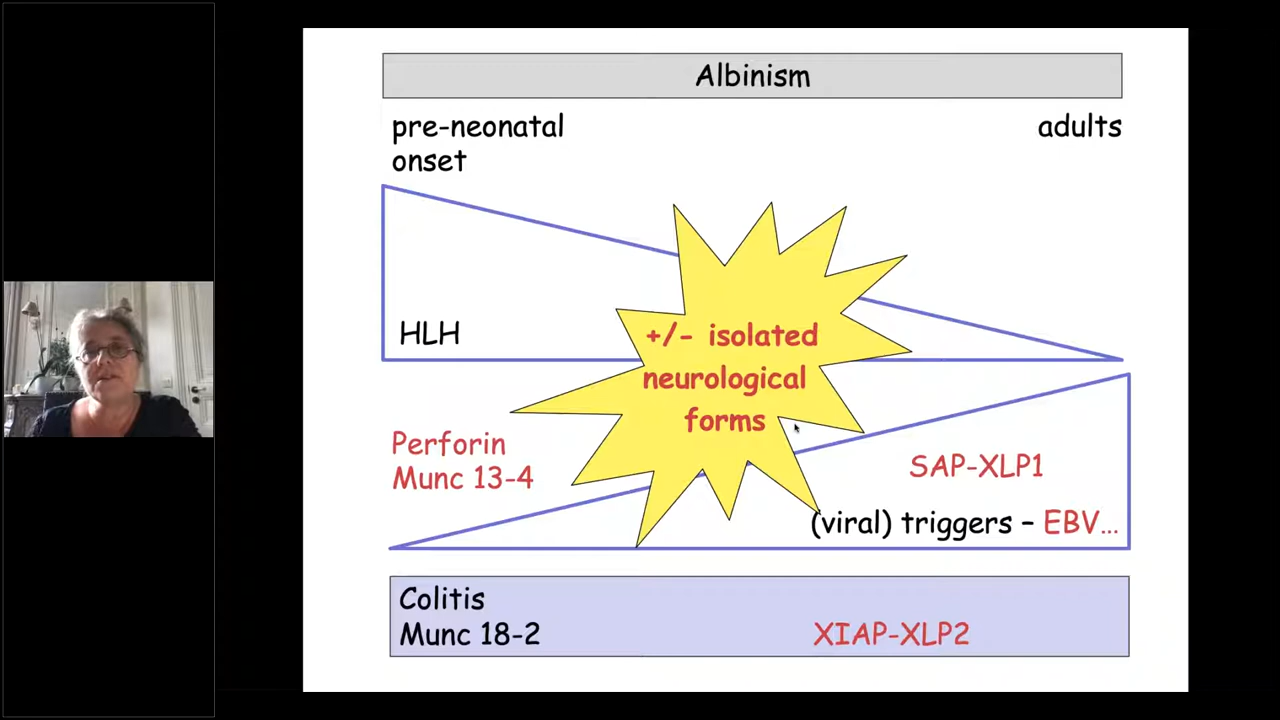 Albinism
pre-neonatal
onset
adults
HLH
+/- isolated
neurological
forms
Perforin
Munc 13-4
SAP-XLP1
(viral) triggers – EBV...
Colitis
Munc 18-2
XIAP-XLP2